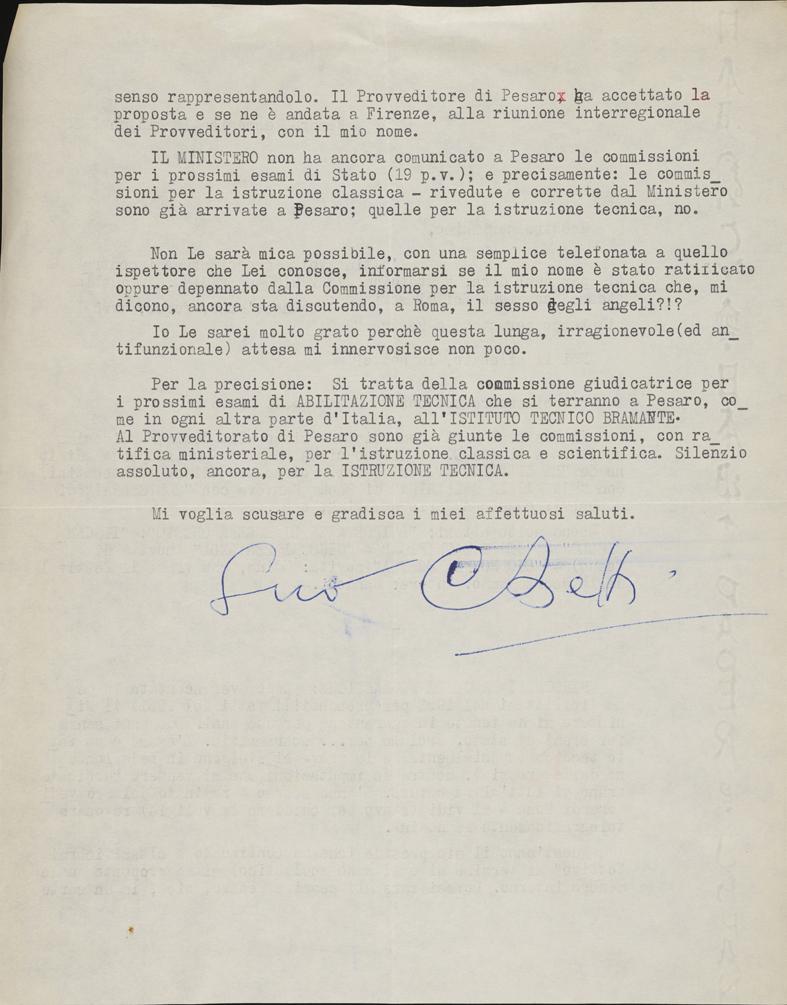 senso rappresentandolo. Il Provveditore di Pesarox ha accettato la
proposta e se ne è andata a Firenze, alla riunione interregionale
dei Provveditori, con il mio nome.
IL MINISTERO non ha ancora comunicato a Pesaro le commissioni
per i prossimi esami di Stato (19 p.v.); e precisamente: le commis_
sioni per la istruzione classica - rivedute e corrette dal Ministero
sono già arrivate a Pesaro; quelle per la istruzione tecnica, no.
Non Le sarà mica possibile, con una semplice telefonata a quello
ispettore che Lei conosce, informarsi se il mio nome è stato ratificato
oppure depennato dalla Commissione per la istruzione tecnica che, mi
dicono, ancora sta discutendo, a Roma, il sesso degli angeli?!?
Io Le sarei molto grato perchè questa lunga, irragionevole(ed an_
tifunzionale) attesa mi innervosisce non poco.
Per la precisione: Si tratta della commissione giudicatrice per
i prossimi esami di ABILITAZIONE TECNICA che si terranno a Pesaro, co_
me in ogni altra parte d'Italia, all'ISTITUTO TECNICO BRAMANTE.
Al Provveditorato di Pesaro sono già giunte le commissioni, con ra_
tifica ministeriale, per l'istruzione classica e scientifica. Silenzio
assoluto, ancora, per la ISTRUZIONE TECNICA.
Mi voglia scusare e gradisca i miei affettuosi saluti.